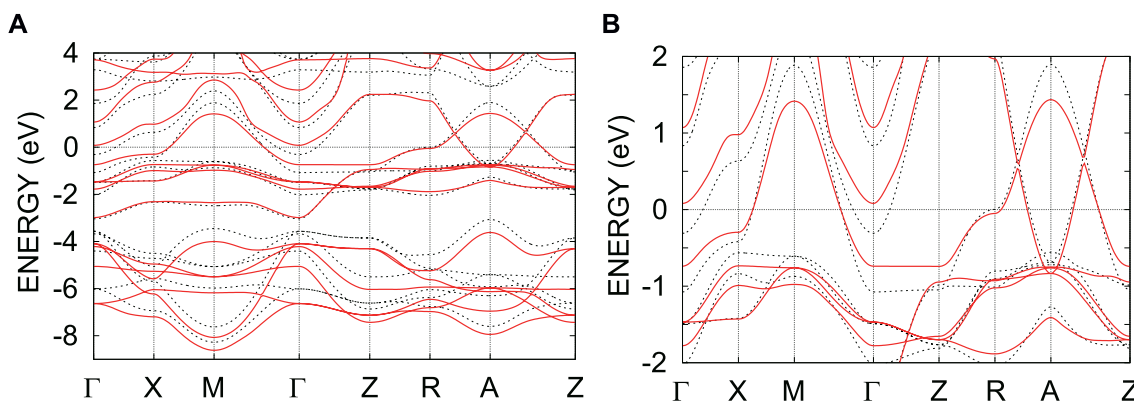 A
ENERGY (eV)
4
2
0
-2
-4
-6
-8
Γ X M Γ Z R A Z
B
ENERGY (eV)
2
1
0
-1
-2
Γ X M Γ Z R A Z